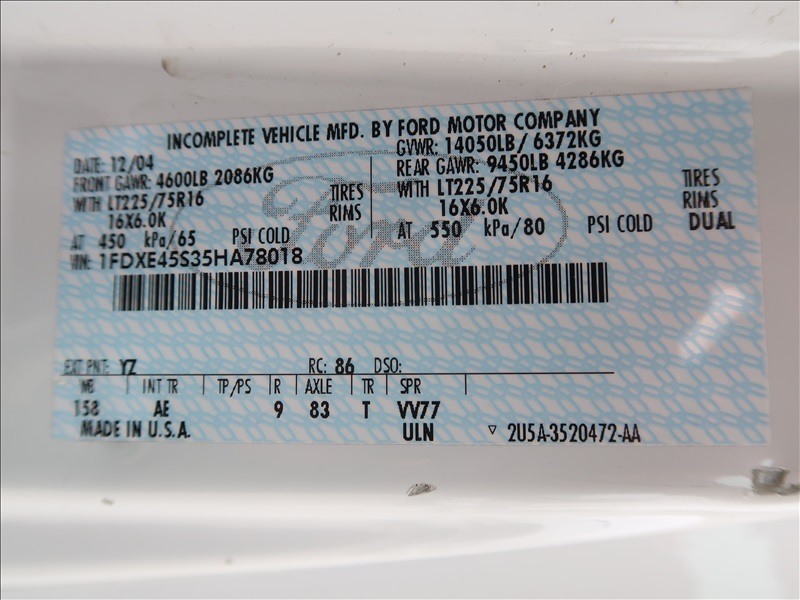 INCOMPLETE VEHICLE MFD. BY FORD MOTOR COMPANY
DATE: 12/04 GVWR: 14050LB/ 6372KG
FRONT GAWR: 4600LB 2086KG REAR GAWR: 9450LB 4286KG
WITH LT225/75R16 TIRES WITH LT225/75R16 TIRES
16X6.0K RIMS 16X6.0K RIMS
AT 450 kPa/65 PSI COLD AT 550 kPa/80 PSI COLD DUAL
VIN: 1FDXE45S35HA78018
Ford
EXT PNT: YZ RC: 86 DSO:
WB INT TR TP/PS R AXLE TR SPR
158 AE 9 83 T VV77
MADE IN U.S.A. ULN ▽ 2U5A-3520472-AA